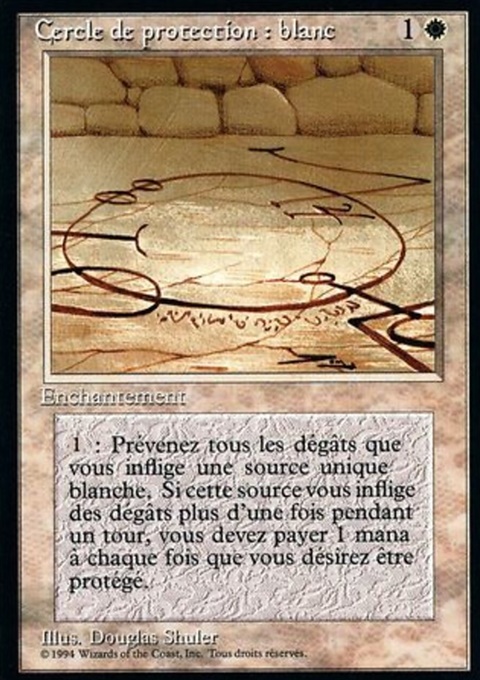 Cercle de protection : blanc 1
Enchantement
1 : Prévenez tous les dégâts que
vous inflige une source unique
blanche. Si cette source vous inflige
des dégâts plus d'une fois pendant
un tour, vous devez payer 1 mana
à chaque fois que vous désirez être
protégé.
Illus. Douglas Shuler
© 1994 Wizards of the Coast, Inc. Tous droits réservés.